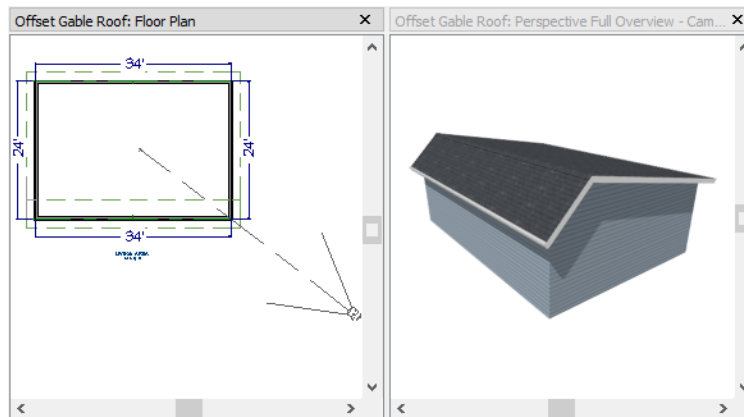 Offset Gable Roof: Floor Plan
Offset Gable Roof: Perspective Full Overview - Cam...
34'
24'
24'
34'